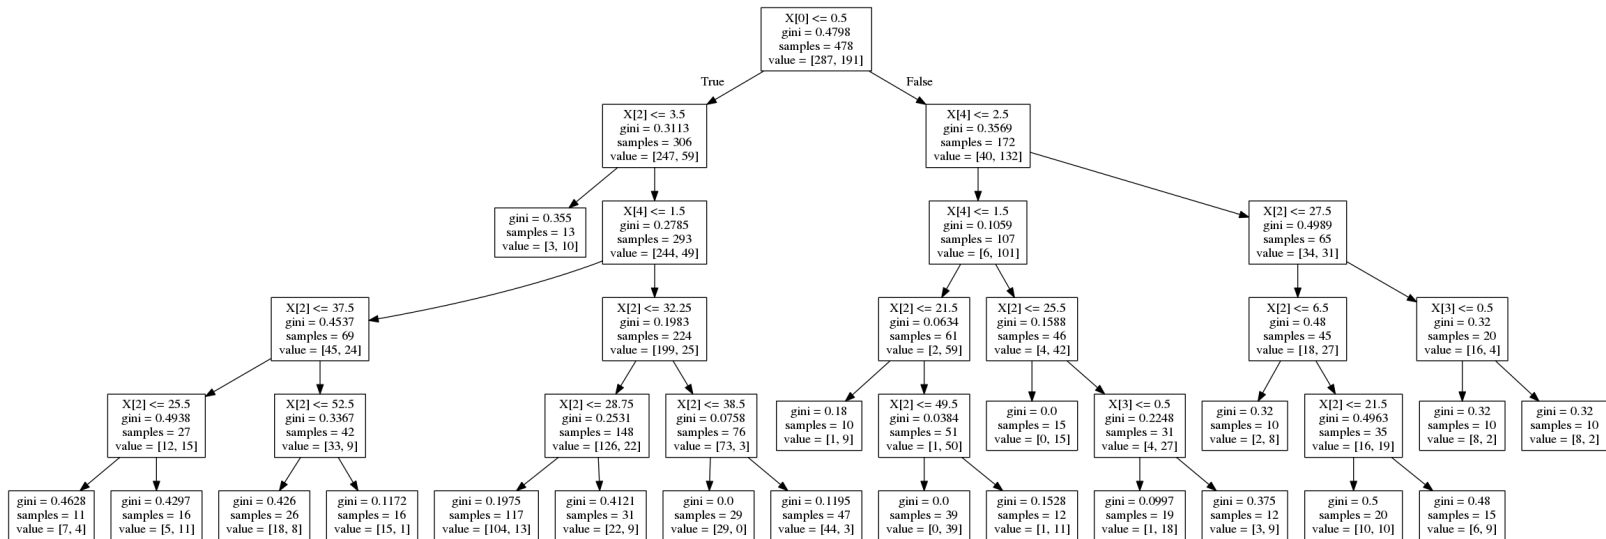 X[0] <= 0.5
gini = 0.4798
samples = 478
value = [287, 191]
True
False
X[2] <= 3.5
gini = 0.3113
samples = 306
value = [247, 59]
X[4] <= 2.5
gini = 0.3569
samples = 172
value = [40, 132]
gini = 0.355
samples = 13
value = [3, 10]
X[4] <= 1.5
gini = 0.2785
samples = 293
value = [244, 49]
X[4] <= 1.5
gini = 0.1059
samples = 107
value = [6, 101]
X[2] <= 27.5
gini = 0.4989
samples = 65
value = [34, 31]
X[2] <= 37.5
gini = 0.4537
samples = 69
value = [45, 24]
X[2] <= 32.25
gini = 0.1983
samples = 224
value = [199, 25]
X[2] <= 21.5
gini = 0.0634
samples = 61
value = [2, 59]
X[2] <= 25.5
gini = 0.1588
samples = 46
value = [4, 42]
X[2] <= 6.5
gini = 0.48
samples = 45
value = [18, 27]
X[3] <= 0.5
gini = 0.32
samples = 20
value = [16, 4]
X[2] <= 25.5
gini = 0.4938
samples = 27
value = [12, 15]
X[2] <= 52.5
gini = 0.3367
samples = 42
value = [33, 9]
X[2] <= 28.75
gini = 0.2531
samples = 148
value = [126, 22]
X[2] <= 38.5
gini = 0.0758
samples = 76
value = [73, 3]
gini = 0.18
samples = 10
value = [1, 9]
X[2] <= 49.5
gini = 0.0384
samples = 51
value = [1, 50]
gini = 0.0
samples = 15
value = [0, 15]
X[3] <= 0.5
gini = 0.2248
samples = 31
value = [4, 27]
gini = 0.32
samples = 10
value = [2, 8]
X[2] <= 21.5
gini = 0.4963
samples = 35
value = [16, 19]
gini = 0.32
samples = 10
value = [8, 2]
gini = 0.32
samples = 10
value = [8, 2]
gini = 0.4628
samples = 11
value = [7, 4]
gini = 0.4297
samples = 16
value = [5, 11]
gini = 0.426
samples = 26
value = [18, 8]
gini = 0.1172
samples = 16
value = [15, 1]
gini = 0.1975
samples = 117
value = [104, 13]
gini = 0.4121
samples = 31
value = [22, 9]
gini = 0.0
samples = 29
value = [29, 0]
gini = 0.1195
samples = 47
value = [44, 3]
gini = 0.0
samples = 39
value = [0, 39]
gini = 0.1528
samples = 12
value = [1, 11]
gini = 0.0997
samples = 19
value = [1, 18]
gini = 0.375
samples = 12
value = [3, 9]
gini = 0.5
samples = 20
value = [10, 10]
gini = 0.48
samples = 15
value = [6, 9]